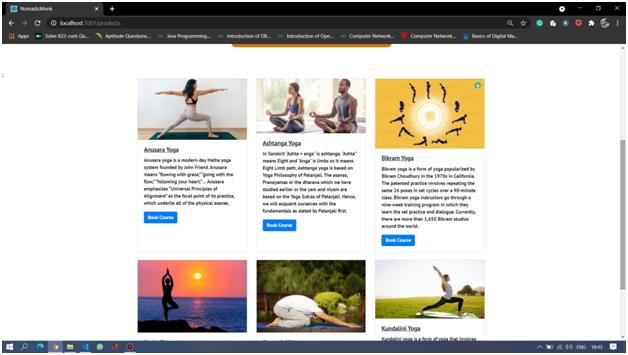 NomadicMonk
localhost:3001/products
Apps
Solve B22-cseh Qu...
Aptitude Questions...
Java Programming...
Introduction of DB...
Introduction of Ope...
Computer Network...
Computer Network...
Basics of Digital Ma...
Anusara Yoga
Anusara yoga is a modern-day Hatha yoga
system founded by John Friend. Anusara
means "flowing with grace," "going with the
flow," "following your heart." ... Anusara
emphasizes "Universal Principles of
Alignment" as the focal point of its practice,
which underlie all of the physical asanas.
Book Course
Ashtanga Yoga
In Sanskrit "Ashta + anga" is ashtanga. "Ashta"
means Eight and "Anga" is limbs so it means
Eight Limb path, Ashtanga yoga is based on
Yoga Philosophy of Patanjali. The asanas,
Pranayamas or the dharana which we have
studied earlier or the yam and niyam are
based on the Yoga Sutras of Patanjali. Hence,
we will acquaint ourselves with the
fundamentals as stated by Patanjali first.
Book Course
Bikram Yoga
Bikram yoga is a form of yoga popularized by
Bikram Choudhury in the 1970s in California.
The patented practice involves repeating the
same 26 poses in set cycles over a 90-minute
class. Bikram yoga instructors go through a
nine-week training program in which they
learn the set practice and dialogue. Currently,
there are more than 1,650 Bikram studios
around the world.
Book Course
Kundalini Yoga
Kundalini yoga is a form of yoga that involves
ENG
18:43